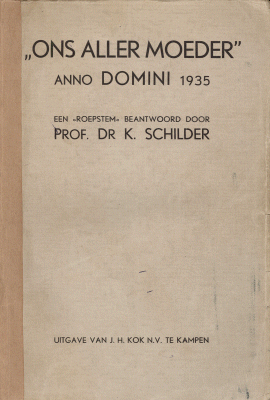 „ONS ALLER MOEDER”
ANNO DOMINI 1935
EEN «ROEPSTEM» BEANTWOORD DOOR
PROF. DR K. SCHILDER
UITGAVE VAN J. H. KOK N.V. TE KAMPEN